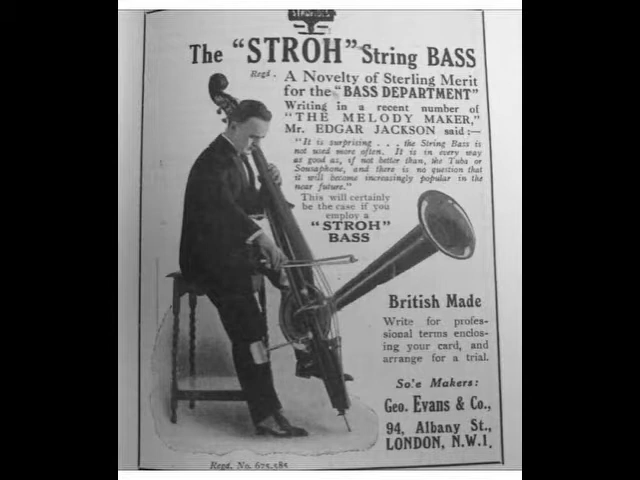 The "STROH" String BASS
Regd. A Novelty of Sterling Merit
for the "BASS DEPARTMENT"
Writing in a recent number of
"THE MELODY MAKER,"
Mr. EDGAR JACKSON said :—
"It is surprising . . . the String Bass is
not used more often. It is in every way
as good as, if not better than, the Tuba or
Sousaphone, and there is no question that
it will become increasingly popular in the
near future."
This will certainly
be the case if you
employ a
"STROH"
BASS
British Made
Write for profes-
sional terms enclos-
ing your card, and
arrange for a trial.
So'e Makers:
Geo. Evans & Co.,
94, Albany St.,
LONDON, N.W.1.
Regd. No. 675,185